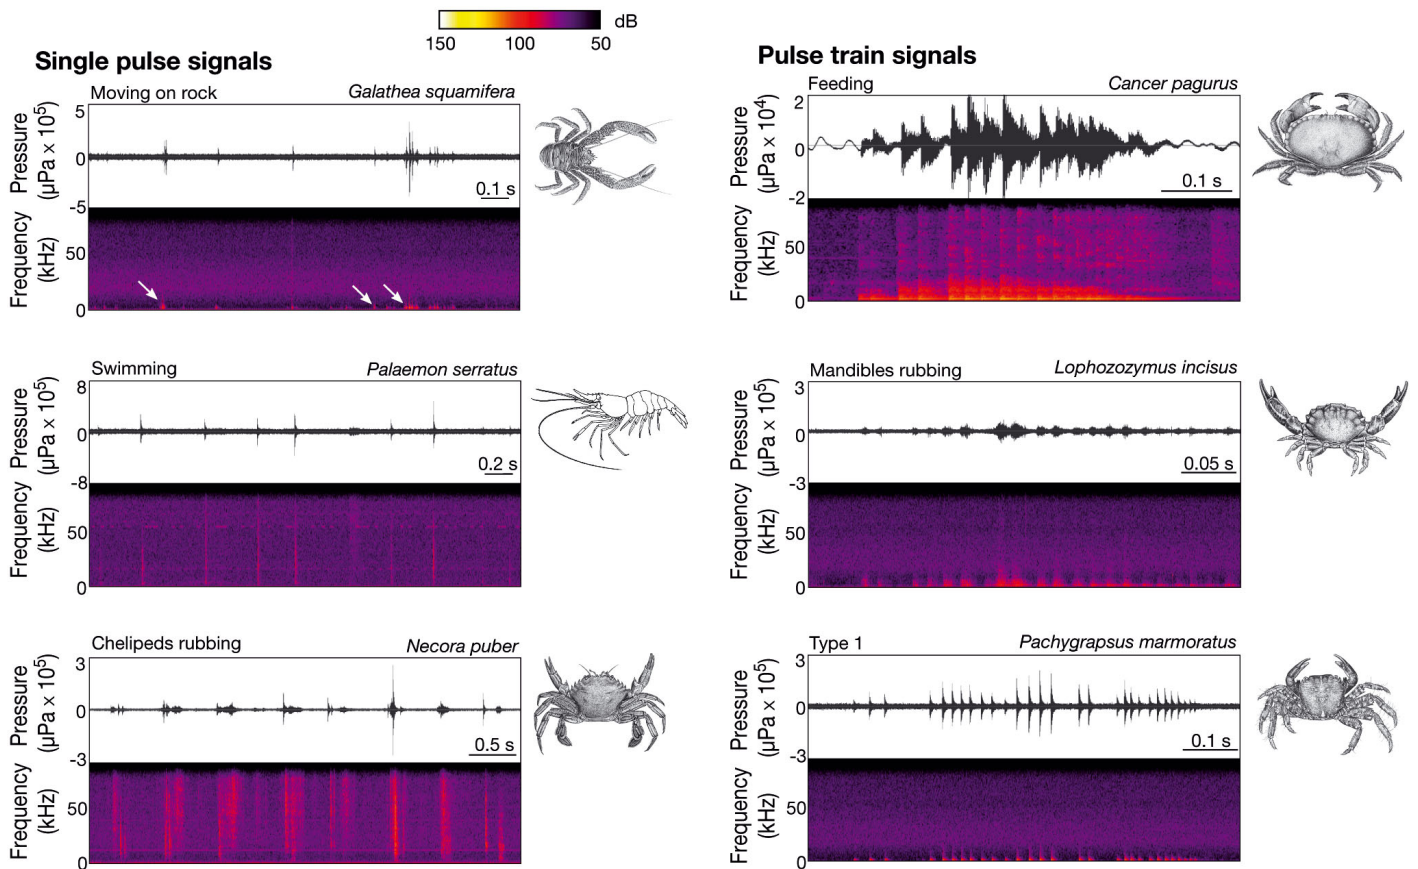 dB
150 100 50
Single pulse signals
Moving on rock Galathea squamifera
Pressure
(µPa x 10⁵)
5
0
-5
0.1 s
Frequency
(kHz)
50
0
Swimming Palaemon serratus
Pressure
(µPa x 10⁵)
8
0
-8
0.2 s
Frequency
(kHz)
50
0
Chelipeds rubbing Necora puber
Pressure
(µPa x 10⁵)
3
0
-3
0.5 s
Frequency
(kHz)
50
0
Pulse train signals
Feeding Cancer pagurus
Pressure
(µPa x 10⁴)
2
0
-2
0.1 s
Frequency
(kHz)
50
0
Mandibles rubbing Lophozozymus incisus
Pressure
(µPa x 10⁵)
3
0
-3
0.05 s
Frequency
(kHz)
50
0
Type 1 Pachygrapsus marmoratus
Pressure
(µPa x 10⁵)
3
0
-3
0.1 s
Frequency
(kHz)
50
0